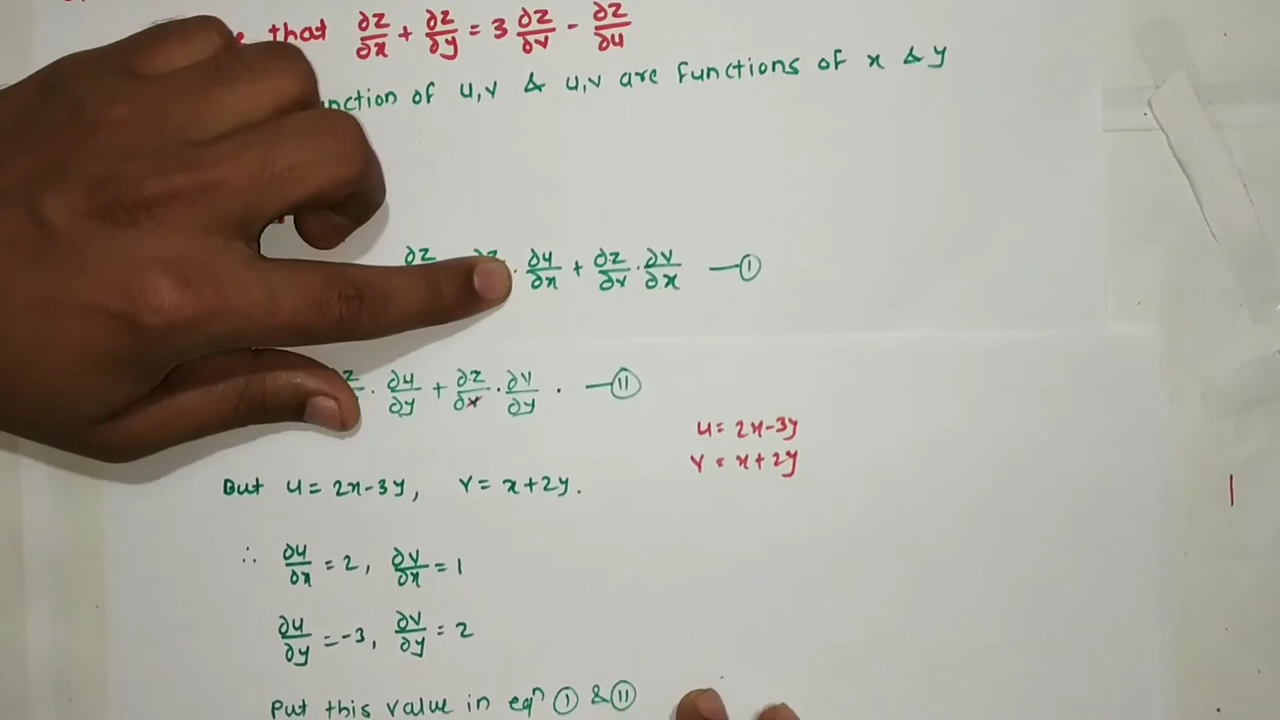 that ∂z/∂x + ∂z/∂y = 3 ∂z/∂v - ∂z/∂u
of u,v & u,v are functions of x & y
∂z · ∂u/∂x + ∂z/∂v · ∂v/∂x —①
· ∂u/∂y + ∂z/∂x · ∂v/∂y · —⑪
u = 2x-3y
v = x+2y
But u = 2x-3y, v = x+2y.
∴ ∂u/∂x = 2, ∂v/∂x = 1
∂u/∂y = -3, ∂v/∂y = 2
Put this value in eqⁿ ① & ⑪